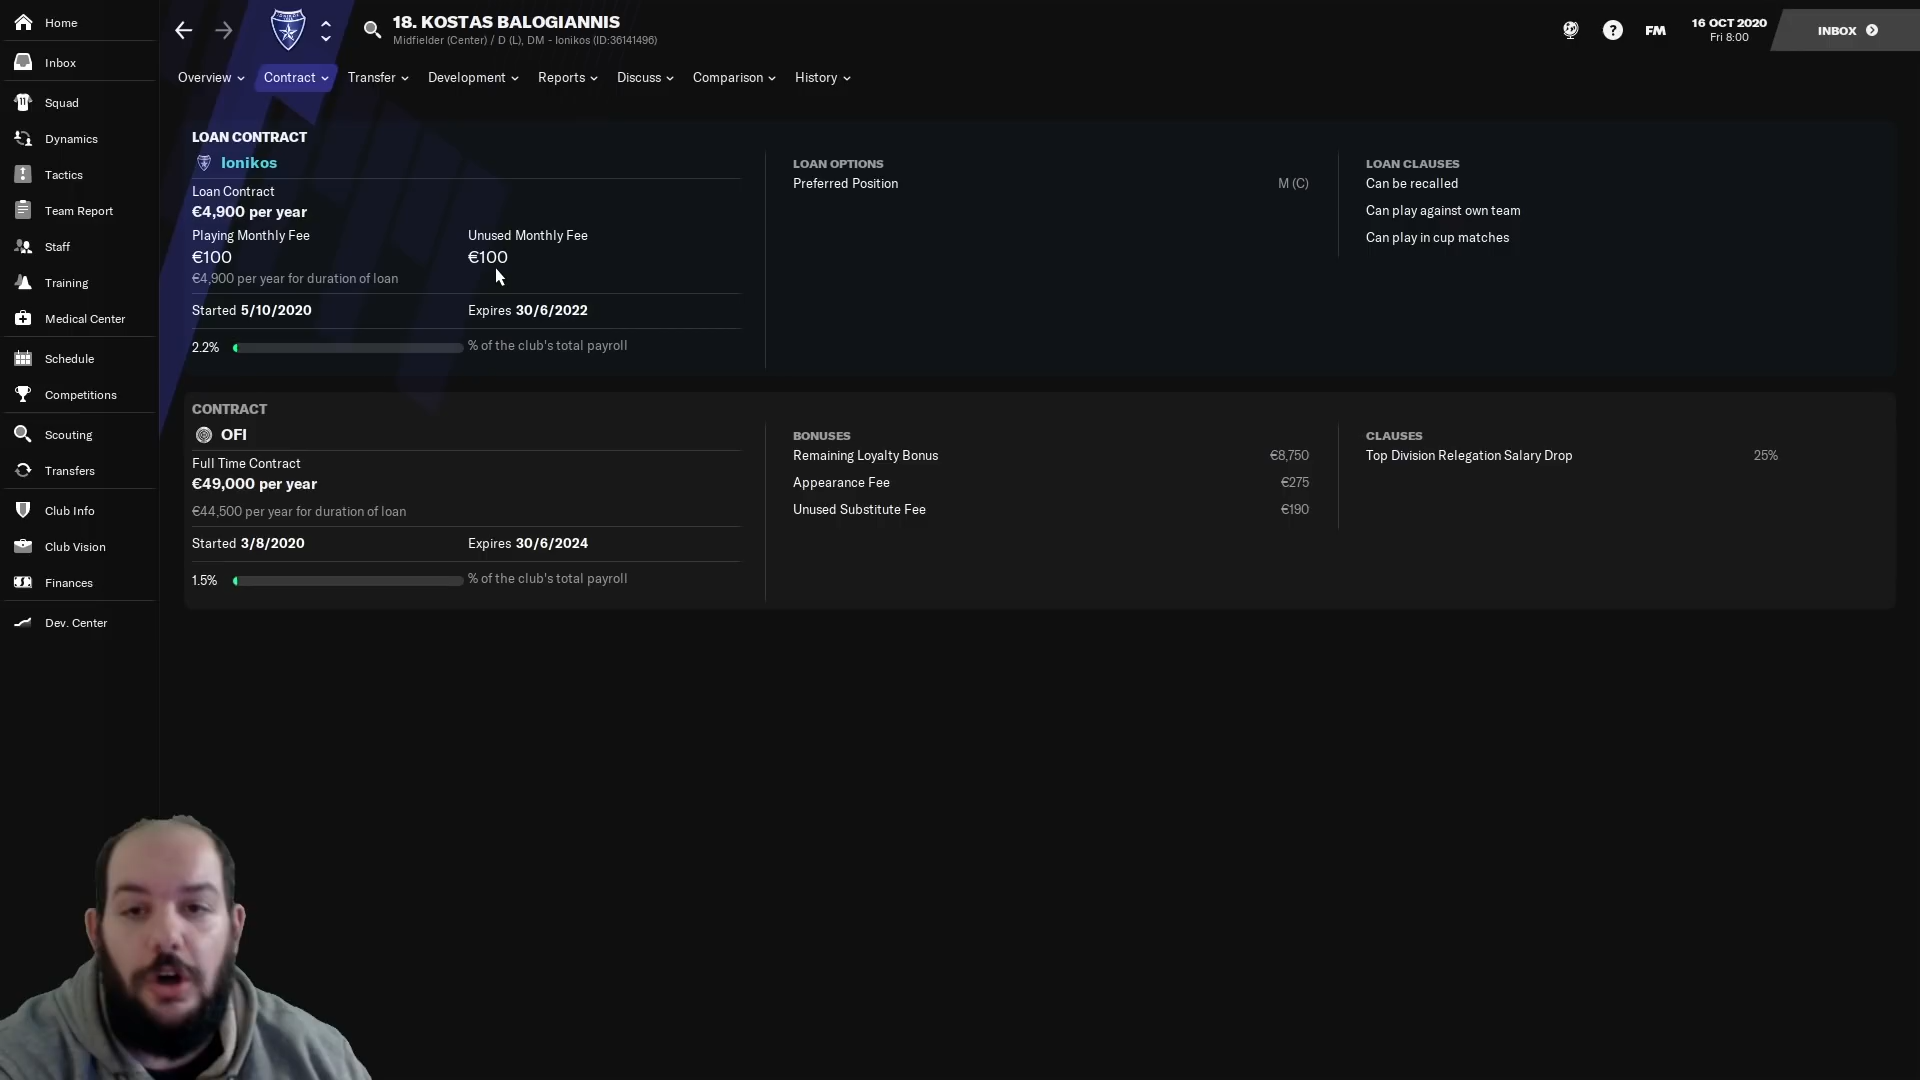 Home
Inbox
Squad
Dynamics
Tactics
Team Report
Staff
Training
Medical Center
Schedule
Competitions
Scouting
Transfers
Club Info
Club Vision
Finances
Dev. Center
18. KOSTAS BALOGIANNIS
Midfielder (Center) / D (L), DM - Ionikos (ID:36141496)
FM
16 OCT 2020
Fri 8:00
INBOX
Overview
Contract
Transfer
Development
Reports
Discuss
Comparison
History
LOAN CONTRACT
Ionikos
Loan Contract
€4,900 per year
Playing Monthly Fee
Unused Monthly Fee
€100
€100
€4,900 per year for duration of loan
Started 5/10/2020
Expires 30/6/2022
2.2%
% of the club's total payroll
LOAN OPTIONS
Preferred Position
M (C)
LOAN CLAUSES
Can be recalled
Can play against own team
Can play in cup matches
CONTRACT
OFI
Full Time Contract
€49,000 per year
€44,500 per year for duration of loan
Started 3/8/2020
Expires 30/6/2024
1.5%
% of the club's total payroll
BONUSES
Remaining Loyalty Bonus
€8,750
Appearance Fee
€275
Unused Substitute Fee
€190
CLAUSES
Top Division Relegation Salary Drop
25%